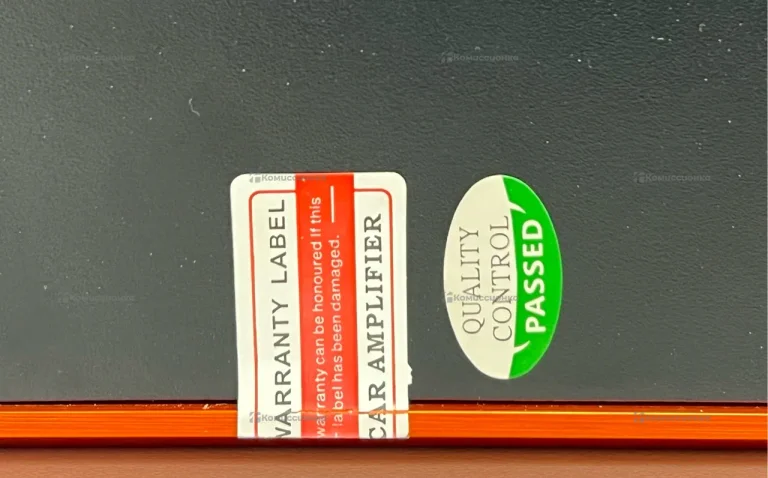 WARRANTY LABEL
warranty can be honoured If this
label has been damaged.
CAR AMPLIFIER
QUALITY
CONTROL
PASSED
Комиссионка